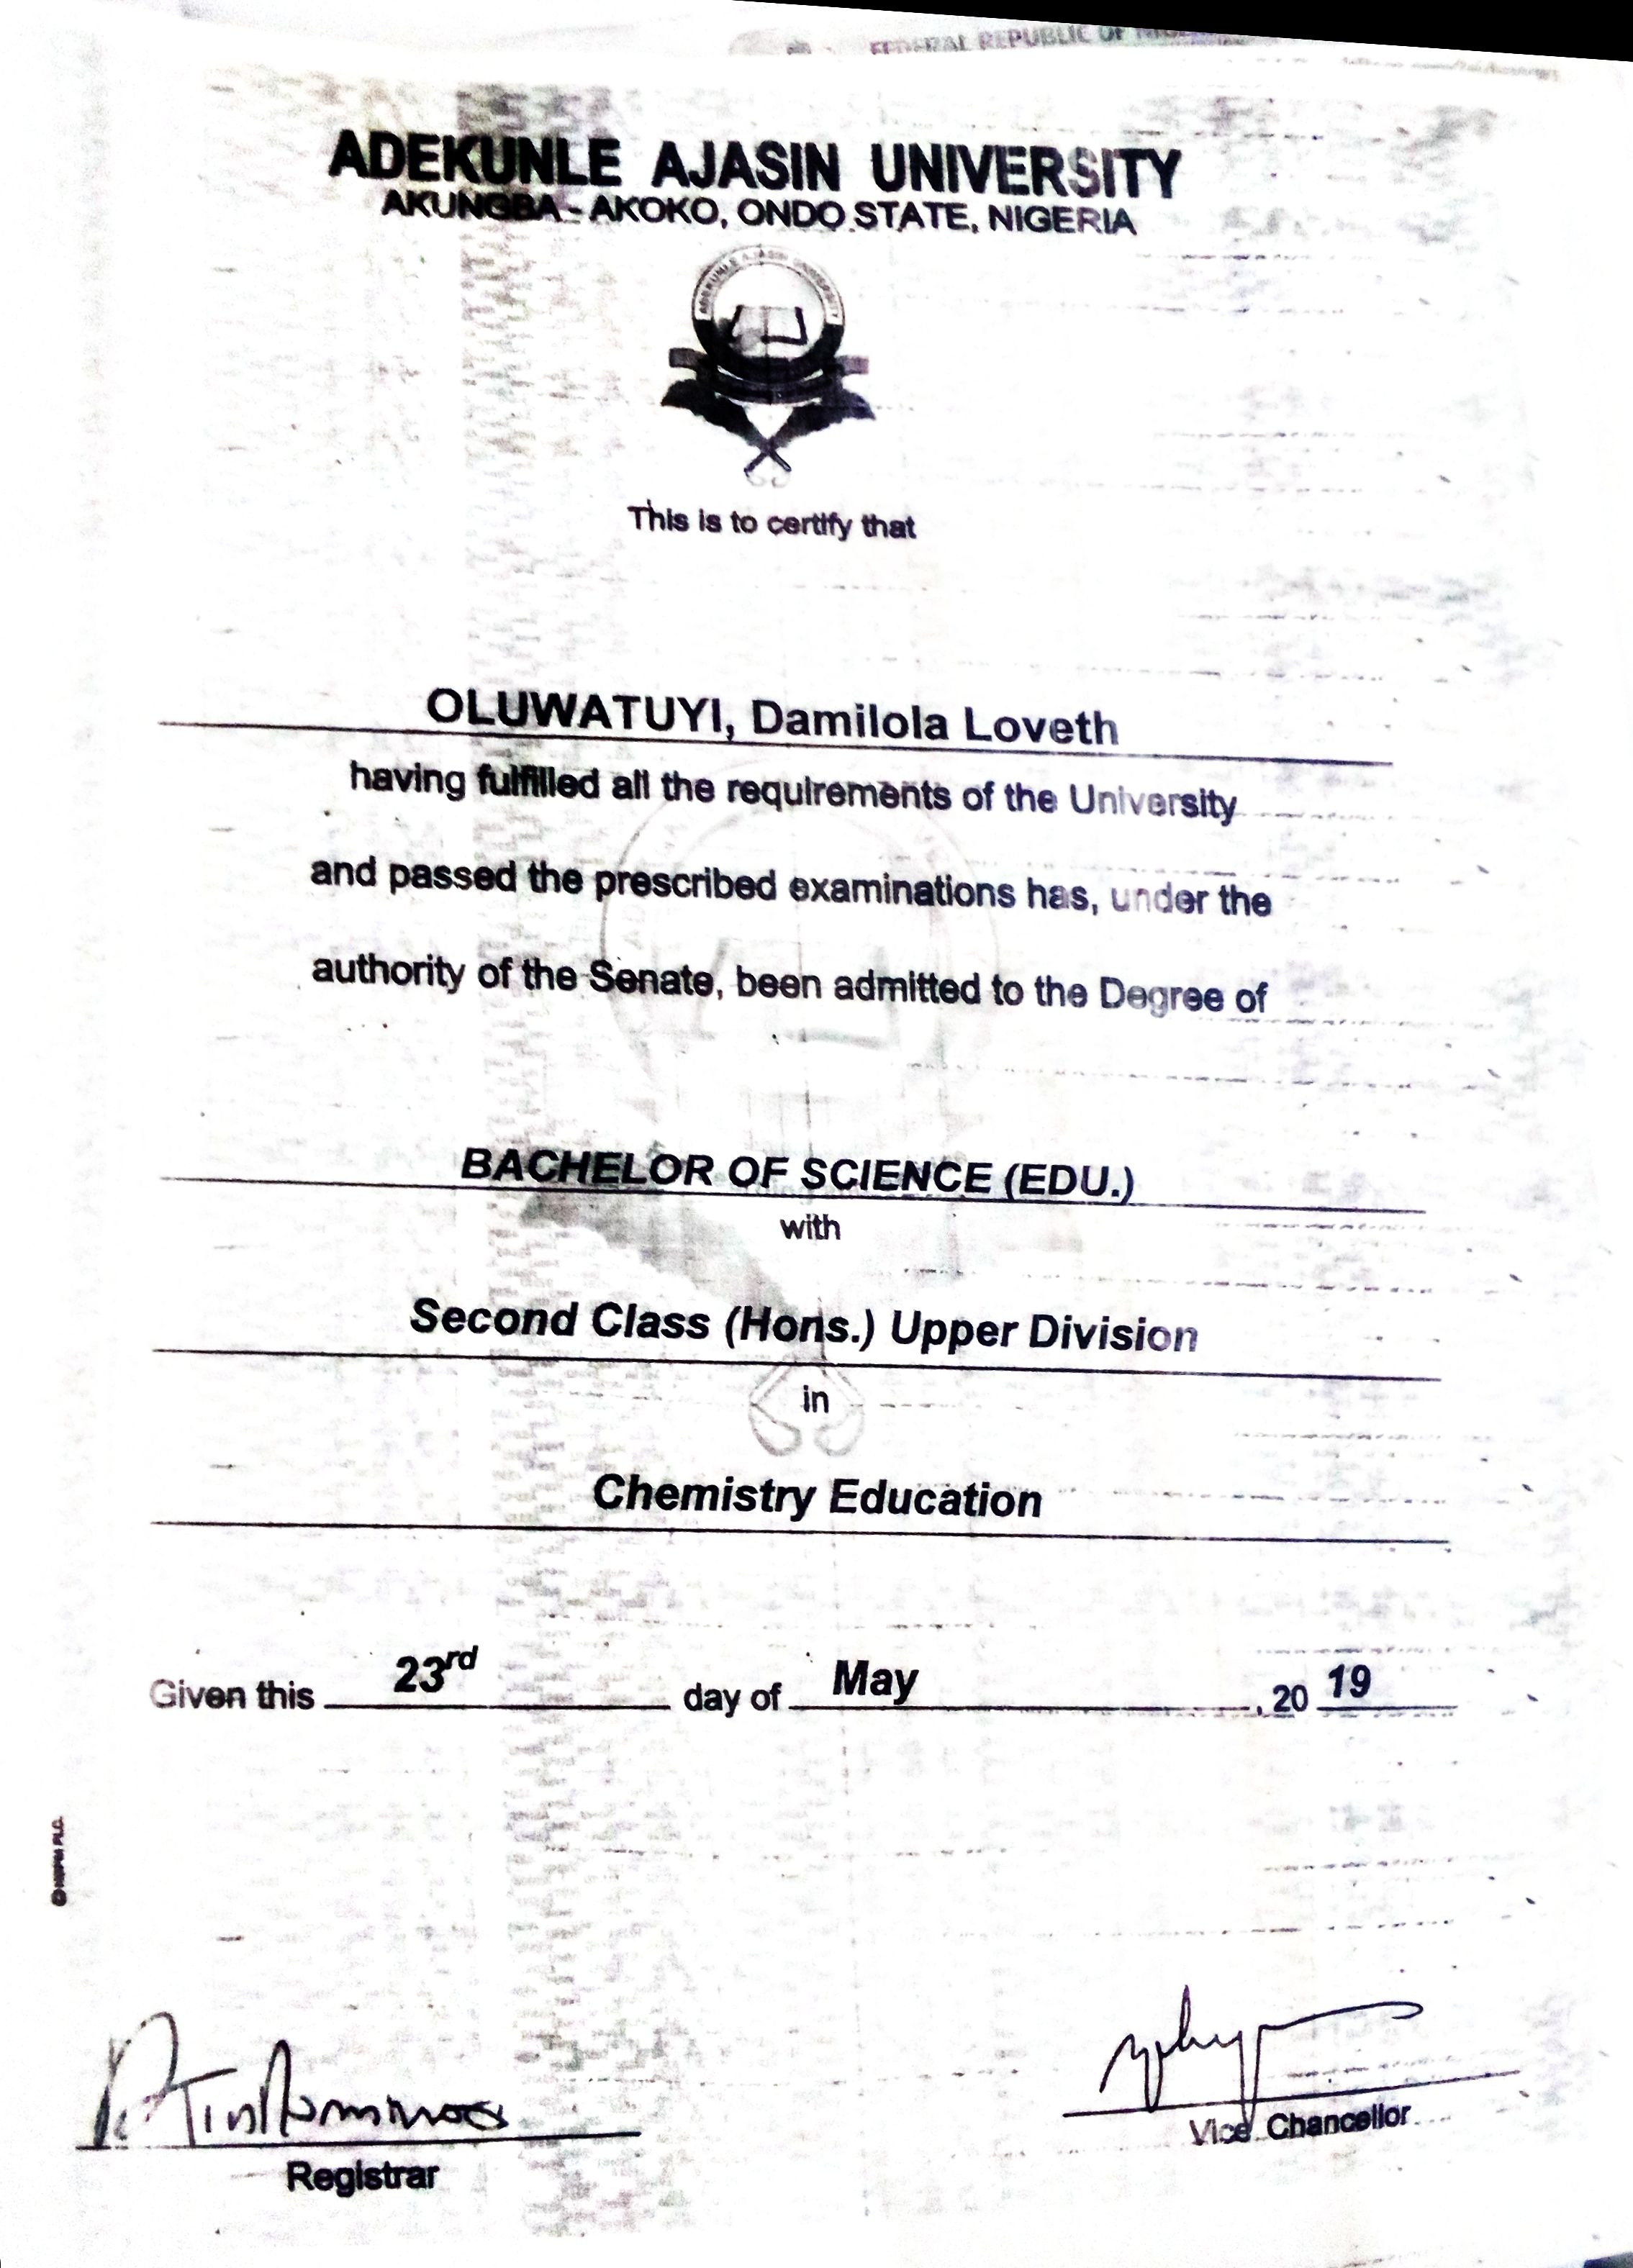 FEDERAL REPUBLIC OF
ADEKUNLE AJASIN UNIVERSITY
AKUNGBA - AKOKO, ONDO STATE, NIGERIA
ADEKUNLE AJASIN UNIVERSITY
This is to certify that
OLUWATUYI, Damilola Loveth
having fulfilled all the requirements of the University
and passed the prescribed examinations has, under the
authority of the Senate, been admitted to the Degree of
BACHELOR OF SCIENCE (EDU.)
with
Second Class (Hons.) Upper Division
in
Chemistry Education
Given this 23rd day of May, 20 19
Registrar
Vice Chancellor